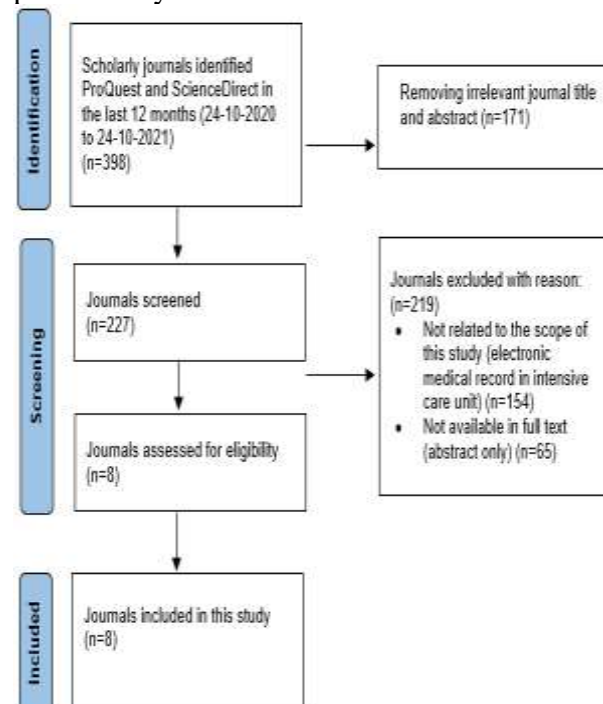 Identification
Scholarly journals identified
ProQuest and ScienceDirect in
the last 12 months (24-10-2020
to 24-10-2021)
(n=398)
Removing irrelevant journal title
and abstract (n=171)
Screening
Journals screened
(n=227)
Journals excluded with reason:
(n=219)
• Not related to the scope of
this study (electronic
medical record in intensive
care unit) (n=154)
• Not available in full text
(abstract only) (n=65)
Journals assessed for eligibility
(n=8)
Included
Journals included in this study
(n=8)